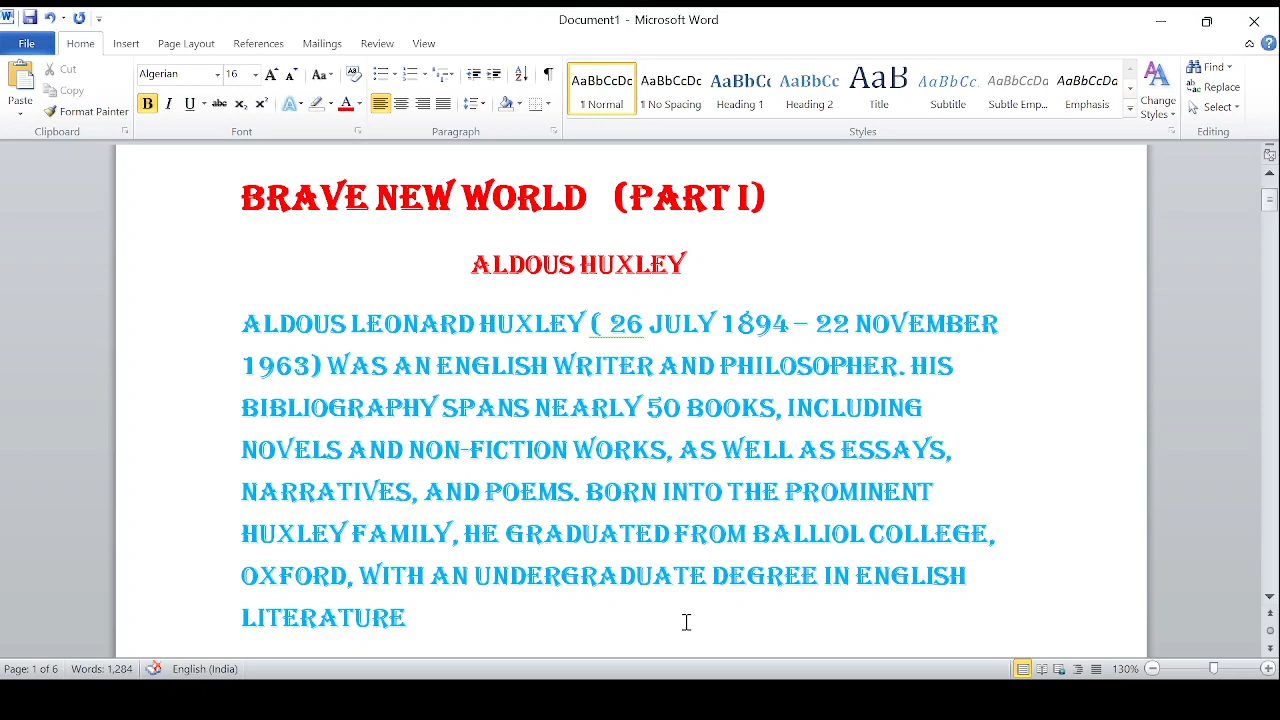 Document1 - Microsoft Word
File Home Insert Page Layout References Mailings Review View
Paste
Cut
Copy
Format Painter
Clipboard
Algerian 16
Font
Paragraph
AaBbCcDc AaBbCcDc AaBbCc AaBbCc AaB AaBbCc. AaBbCcDc AaBbCcDc
¶ Normal ¶ No Spacing Heading 1 Heading 2 Title Subtitle Subtle Emp... Emphasis
Styles
Change Styles
Find
Replace
Select
Editing
BRAVE NEW WORLD (PART I)
ALDOUS HUXLEY
ALDOUS LEONARD HUXLEY ( 26 JULY 1894 – 22 NOVEMBER
1963) WAS AN ENGLISH WRITER AND PHILOSOPHER. HIS
BIBLIOGRAPHY SPANS NEARLY 50 BOOKS, INCLUDING
NOVELS AND NON-FICTION WORKS, AS WELL AS ESSAYS,
NARRATIVES, AND POEMS. BORN INTO THE PROMINENT
HUXLEY FAMILY, HE GRADUATED FROM BALLIOL COLLEGE,
OXFORD, WITH AN UNDERGRADUATE DEGREE IN ENGLISH
LITERATURE
Page: 1 of 6 Words: 1,284 English (India) 130%